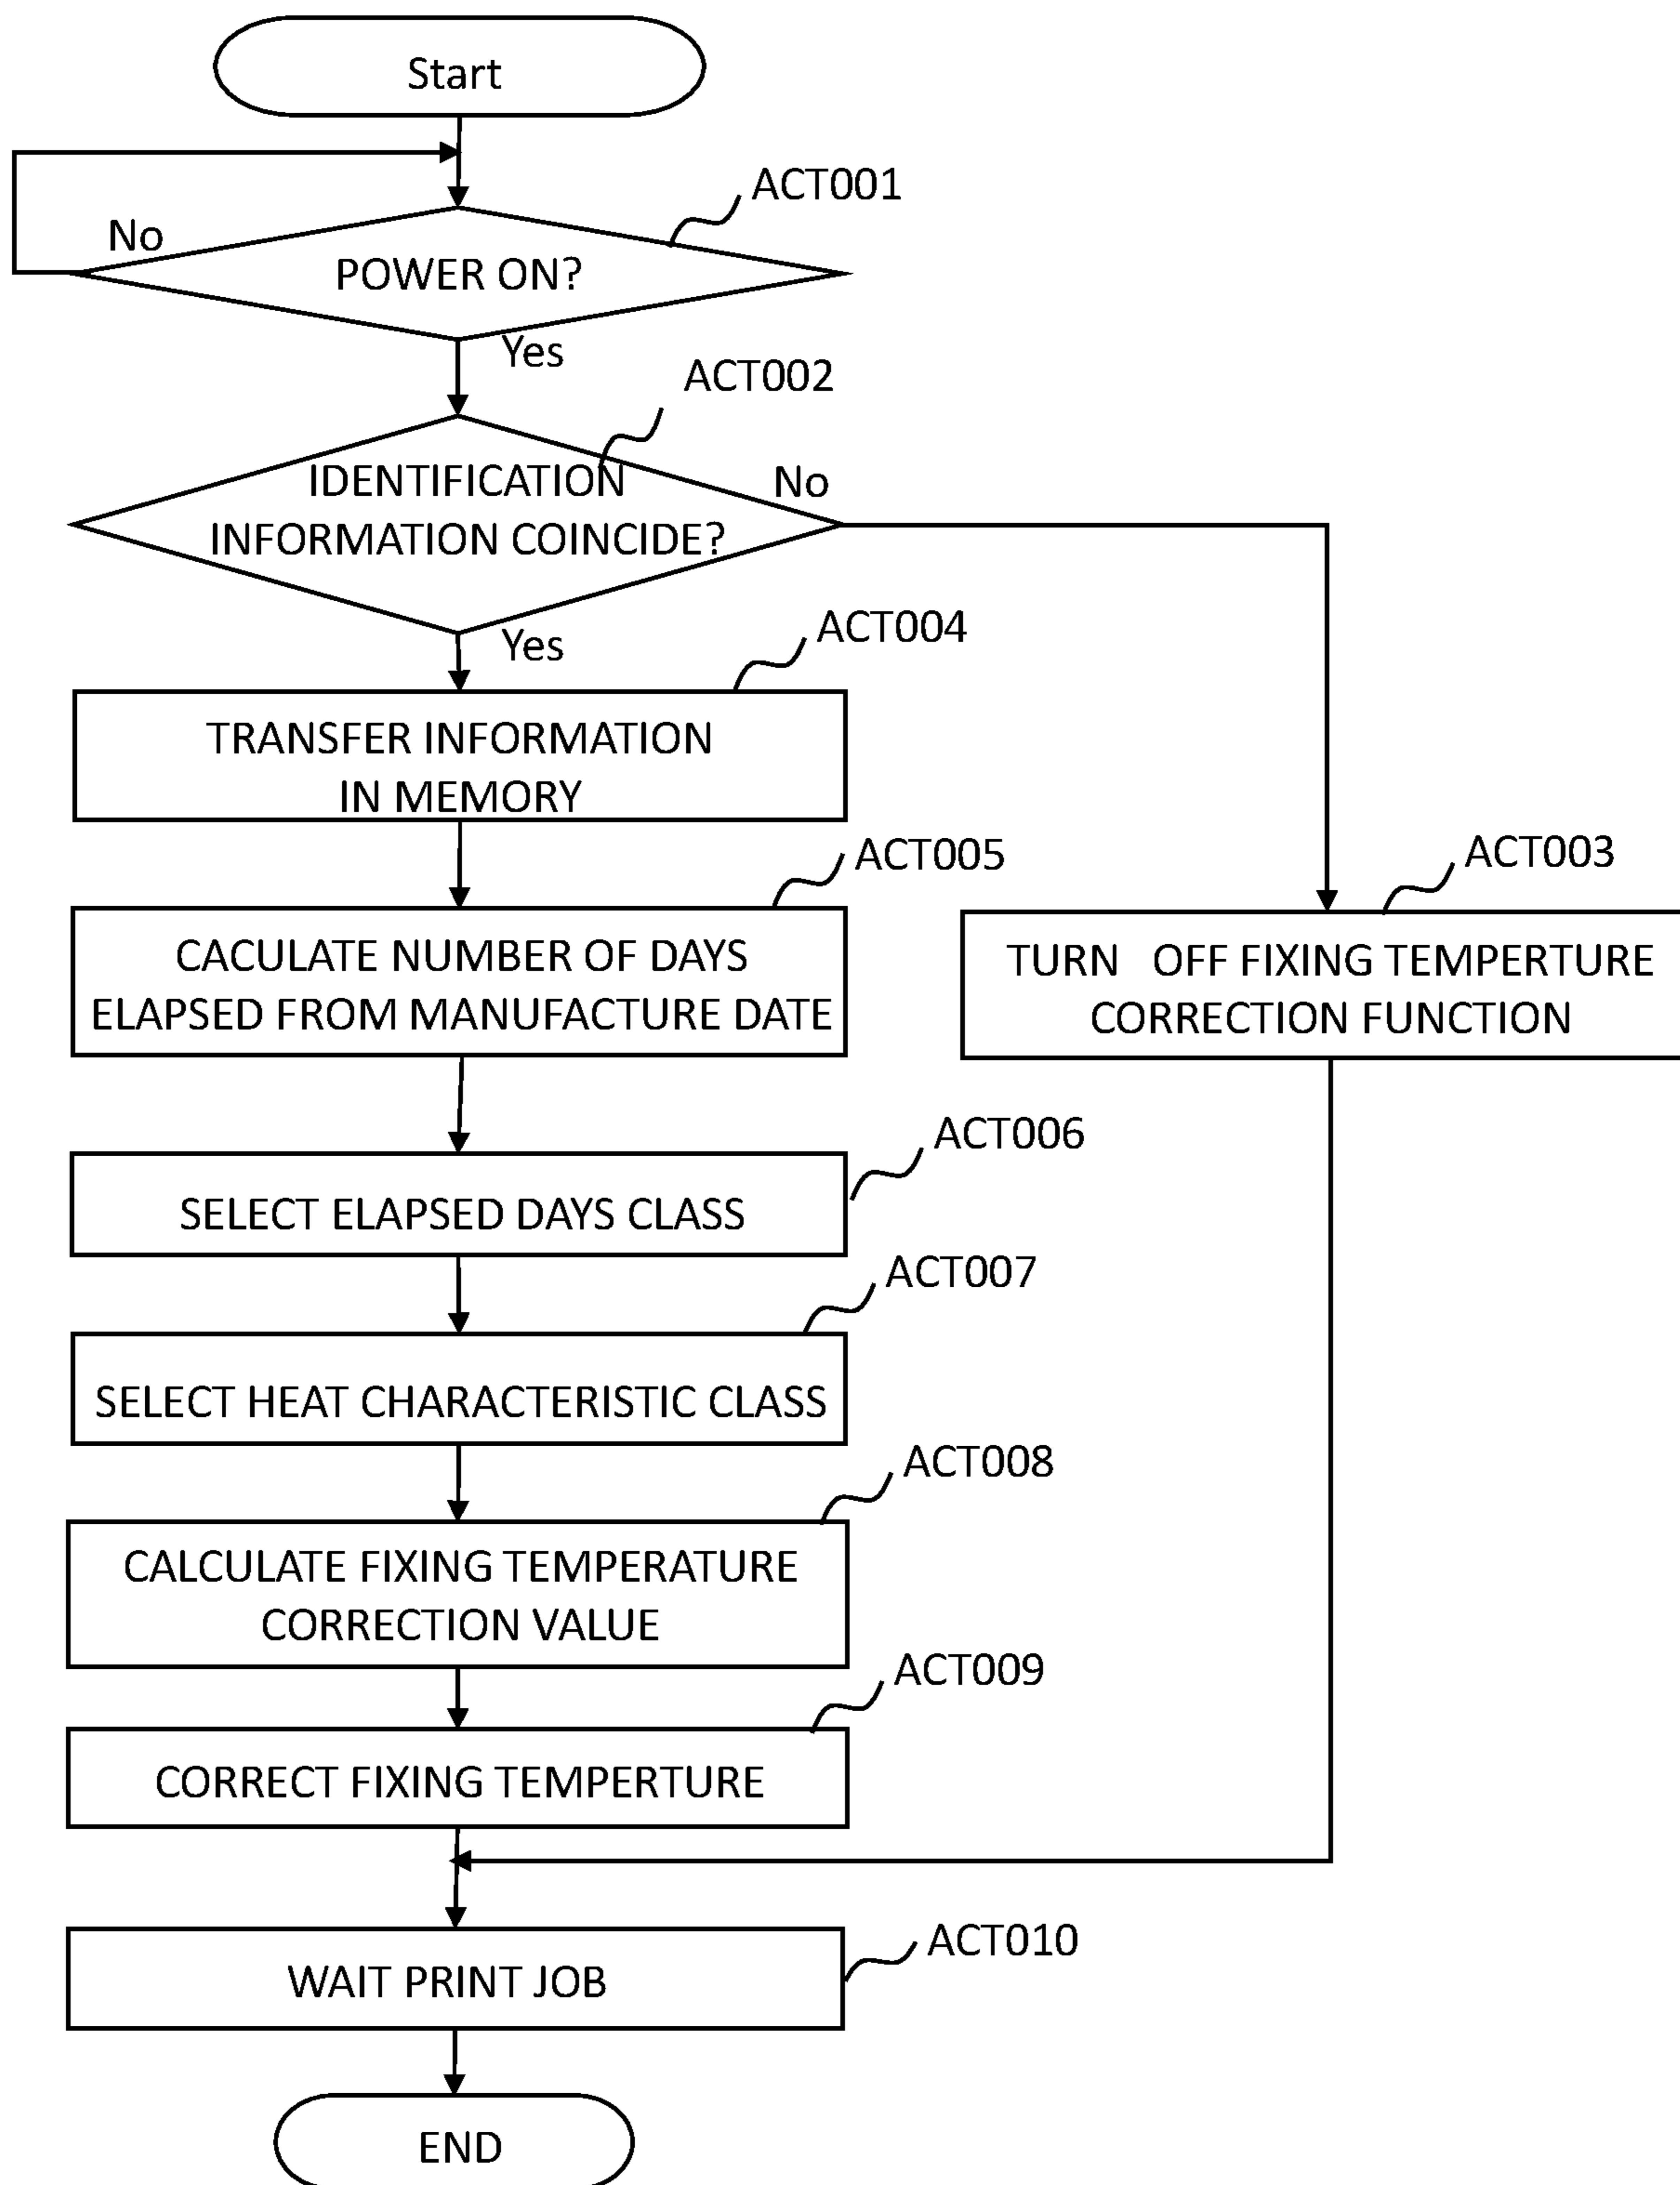 Start
ACT001
No
POWER ON?
Yes
ACT002
IDENTIFICATION
No
INFORMATION COINCIDE?
ACT004
Yes
TRANSFER INFORMATION
IN MEMORY
ACT005
ACT003
CACULATE NUMBER OF DAYS
ELAPSED FROM MANUFACTURE DATE
TURN OFF FIXING TEMPERTURE
CORRECTION FUNCTION
ACT006
SELECT ELAPSED DAYS CLASS
ACT007
SELECT HEAT CHARACTERISTIC CLASS
ACT008
CALCULATE FIXING TEMPERATURE
CORRECTION VALUE
ACT009
CORRECT FIXING TEMPERTURE
ACT010
WAIT PRINT JOB
END